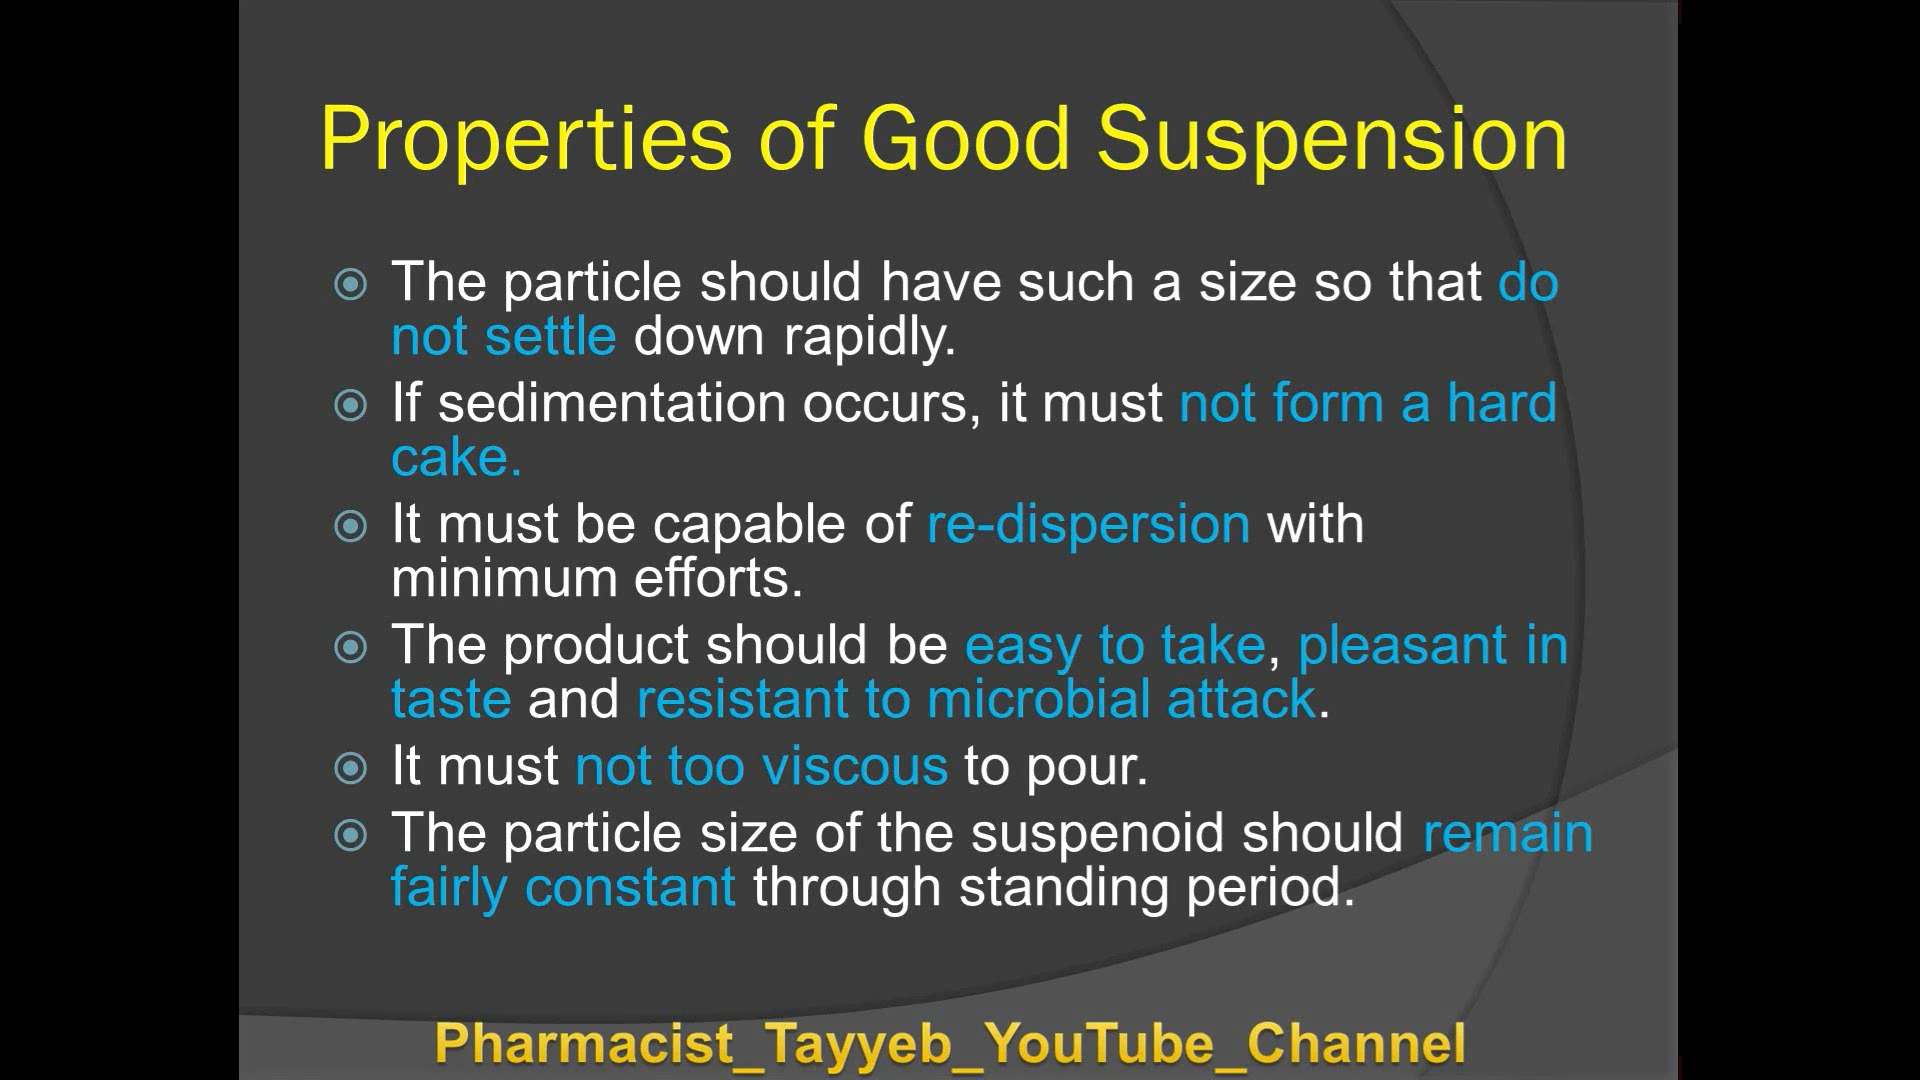 Properties of Good Suspension
The particle should have such a size so that do
not settle down rapidly.
If sedimentation occurs, it must not form a hard
cake.
It must be capable of re-dispersion with
minimum efforts.
The product should be easy to take, pleasant in
taste and resistant to microbial attack.
It must not too viscous to pour.
The particle size of the suspenoid should remain
fairly constant through standing period.
Pharmacist_Tayyeb_YouTube_Channel